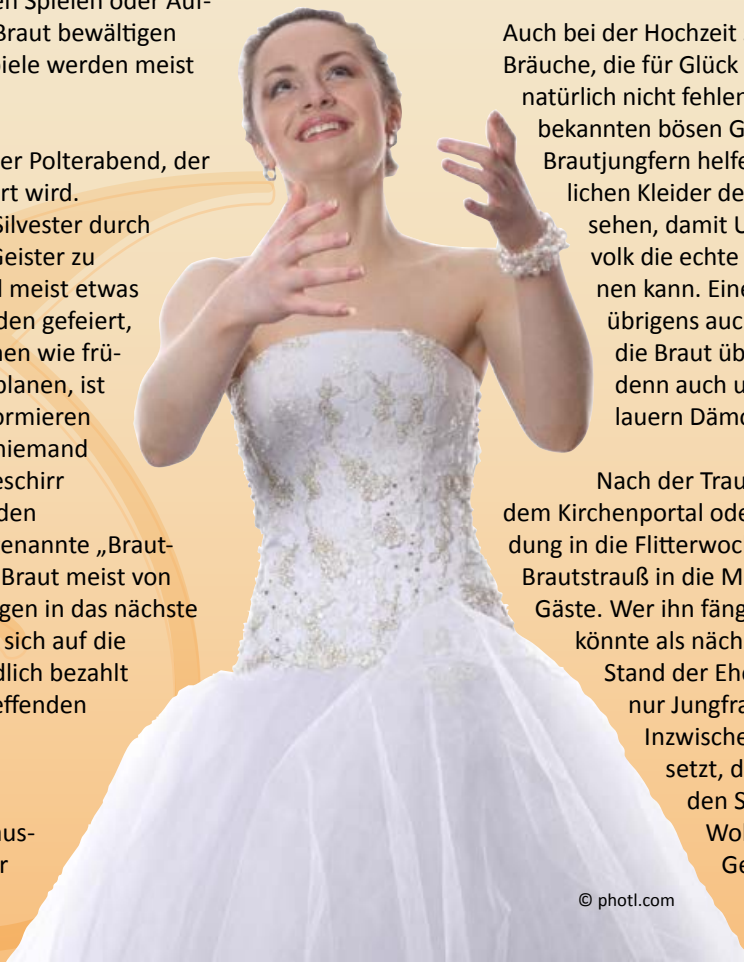 en Spielen oder Auf-
Braut bewältigen
piele werden meist
er Polterabend, der
rt wird.
Silvester durch
Geister zu
meist etwas
den gefeiert,
nen wie frü-
planen, ist
ormieren
niemand
eschirr
den
genannte „Braut-
Braut meist von
gen in das nächste
sich auf die
dlich bezahlt
effenden
us-
r
Auch bei der Hochzeit
Bräuche, die für Glück
natürlich nicht fehlen
bekannten bösen G
Brautjungfern helfe
lichen Kleider de
sehen, damit U
volk die echte
nen kann. Eine
übrigens auc
die Braut üb
denn auch u
lauern Dämo
Nach der Trau
dem Kirchenportal ode
dung in die Flitterwoc
Brautstrauß in die M
Gäste. Wer ihn fäng
könnte als näch
Stand der Ehe
nur Jungfra
Inzwische
setzt, d
den S
Wo
Ge
© photl.com